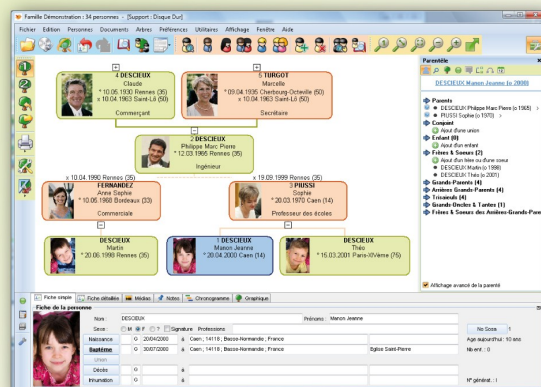 Famille Démonstration : 34 personnes - [Support : Disque Dur]
Fichier Edition Personnes Documents Arbres Préférences Utilitaires Affichage Fenêtre Aide
4 DESCIEUX
Claude
* 10.06.1930 Rennes (35)
x 10.04.1963 Saint-Lô (50)
Commerçant
5 TURGOT
Marcelle
* 09.04.1935 Cherbourg-Octeville (50)
x 10.04.1963 Saint-Lô (50)
Secrétaire
2 DESCIEUX
Philippe Marc Pierre
* 12.03.1965 Rennes (35)
Ingénieur
x 10.04.1990 Rennes (35)
x 19.09.1999 Rennes (35)
FERNANDEZ
Anne Sophie
* 10.05.1968 Bordeaux (33)
Commerciale
3 PIUSSI
Sophie
* 20.03.1970 Caen (14)
Professeur des écoles
DESCIEUX
Martin
* 20.06.1998 Rennes (35)
1 DESCIEUX
Manon Jeanne
* 20.04.2000 Caen (14)
DESCIEUX
Théo
* 15.03.2001 Paris-XIVème (75)
Parentèle
DESCIEUX Manon Jeanne (o 2000)
Parents
DESCIEUX Philippe Marc Pierre (o 1965)
PIUSSI Sophie (o 1970)
Conjoint
Ajout d'une union
Enfant (0)
Ajout d'un enfant
Frères & Soeurs (2)
Ajout d'un frère ou d'une soeur
DESCIEUX Martin (o 1998)
DESCIEUX Théo (o 2001)
Grands-Parents (4)
Arrières Grands-Parents (4)
Trisaïeuls (4)
Grands-Oncles & Tantes (1)
Frères & Soeurs des Arrières-Grands-Pare
Affichage avancé de la parenté
Fiche simple Fiche détaillée Médias Notes Chronogramme Graphique
Fiche de la personne
Nom : DESCIEUX Prénoms : Manon Jeanne
Sexe : M F ? Signature Professions No Sosa 1
Naissance G 20/04/2000 à Caen ; 14118 ; Basse-Normandie ; France Age aujourd'hui : 10 ans
Baptême G 30/07/2000 à Caen ; 14118 ; Basse-Normandie ; France Eglise Saint-Pierre Nb enf. : 0
Union
Décès G à
Inhumation G à N° générat. : 1